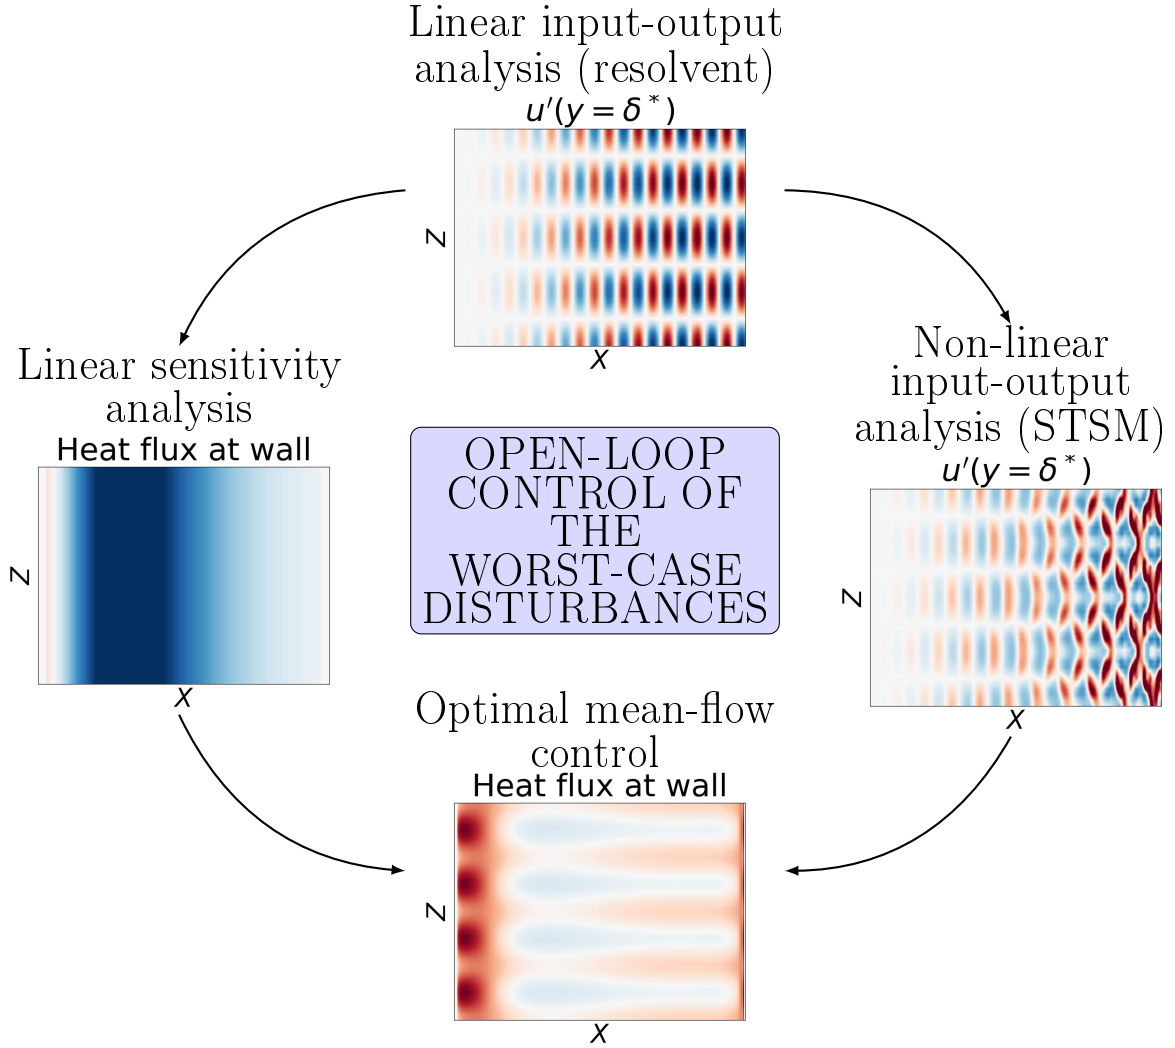 Linear input-output
analysis (resolvent)
u′(y = δ*)
Z
X
Linear sensitivity
analysis
Heat flux at wall
Z
X
OPEN-LOOP
CONTROL OF
THE
WORST-CASE
DISTURBANCES
Non-linear
input-output
analysis (STSM)
u′(y = δ*)
Z
X
Optimal mean-flow
control
Heat flux at wall
Z
X